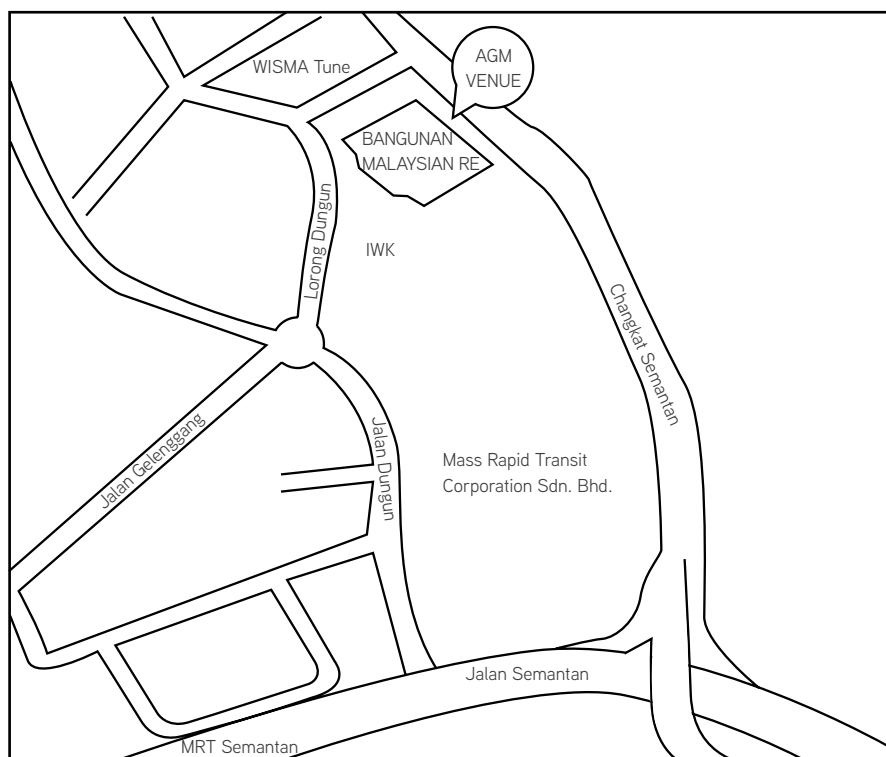 AGM
VENUE
WISMA Tune
BANGUNAN
MALAYSIAN RE
Lorong Dungun
IWK
Changkat Semantan
Jalan Gelenggang
Jalan Dungun
Mass Rapid Transit
Corporation Sdn. Bhd.
Jalan Semantan
MRT Semantan